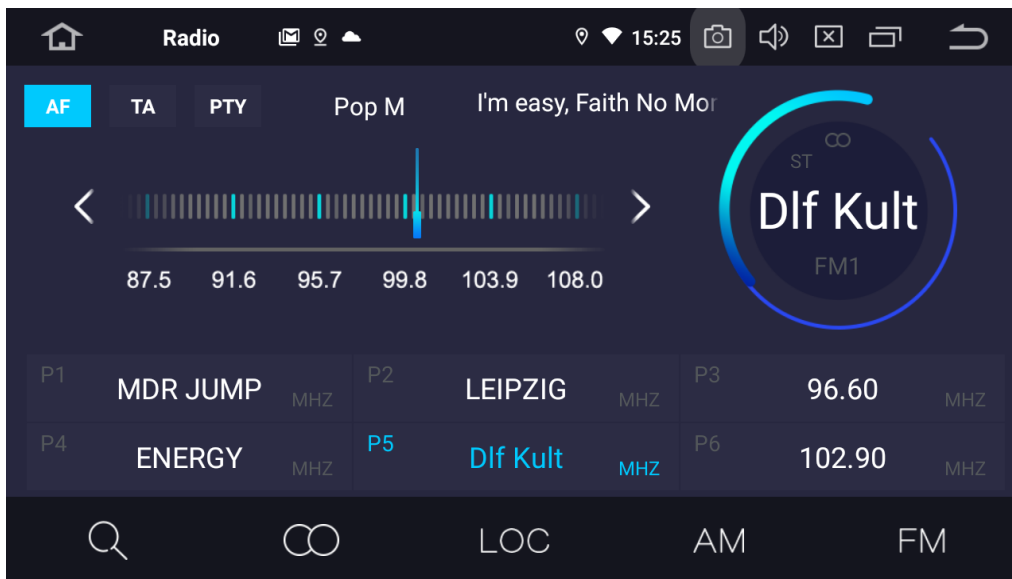 Radio 15:25
AF TA PTY Pop M I'm easy, Faith No Mor
ST
Dlf Kult
FM1
87.5 91.6 95.7 99.8 103.9 108.0
P1 MDR JUMP MHZ P2 LEIPZIG MHZ P3 96.60 MHZ
P4 ENERGY MHZ P5 Dlf Kult MHZ P6 102.90 MHZ
LOC AM FM